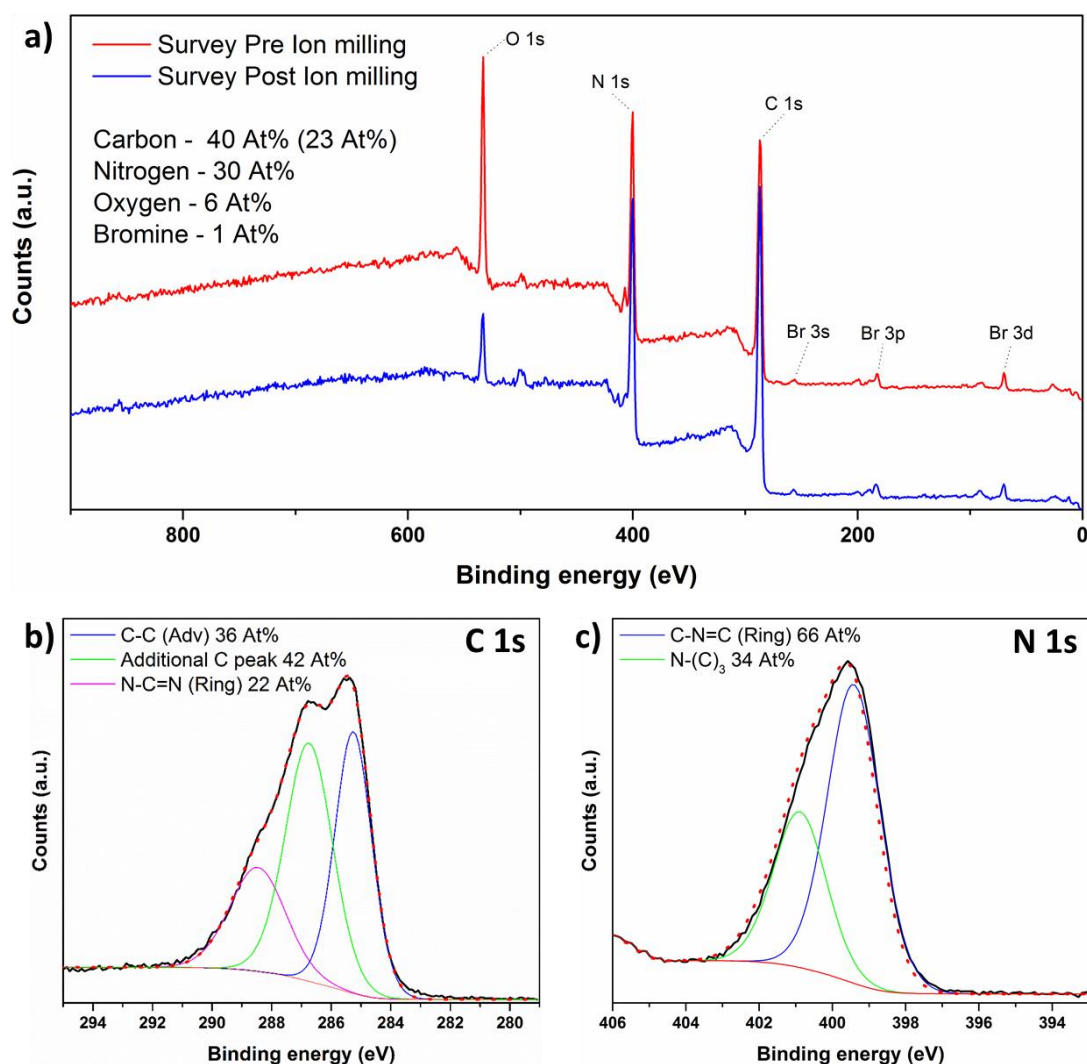 a)
Survey Pre Ion milling
Survey Post Ion milling
Carbon - 40 At% (23 At%)
Nitrogen - 30 At%
Oxygen - 6 At%
Bromine - 1 At%
O 1s
N 1s
C 1s
Br 3s
Br 3p
Br 3d
Counts (a.u.)
800 600 400 200 0
Binding energy (eV)
b)
C-C (Adv) 36 At%
Additional C peak 42 At%
N-C=N (Ring) 22 At%
C 1s
Counts (a.u.)
294 292 290 288 286 284 282 280
Binding energy (eV)
c)
C-N=C (Ring) 66 At%
N-(C)₃ 34 At%
N 1s
Counts (a.u.)
406 404 402 400 398 396 394
Binding energy (eV)